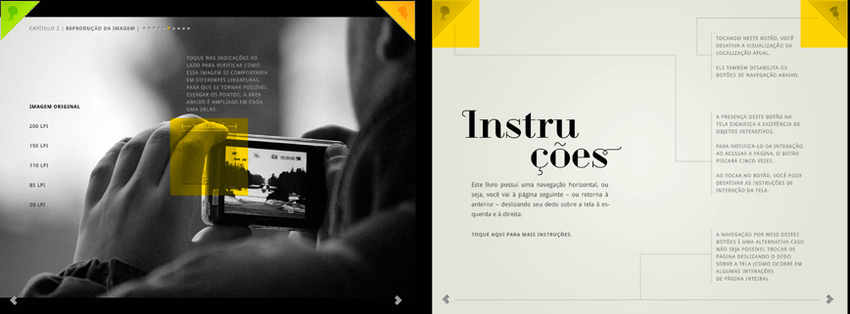 CAPÍTULO 2 | REPRODUÇÃO DA IMAGEM |
TOQUE NAS INDICAÇÕES AO
LADO PARA VERIFICAR COMO
ESSA IMAGEM SE COMPORTARIA
EM DIFERENTES LINEATURAS.
PARA QUE SE TORNAR POSSÍVEL
EXERGAR OS PONTOS, A ÁREA
ABAIXO É AMPLIADA EM CADA
UMA DELAS.
IMAGEM ORIGINAL
200 LPI
150 LPI
110 LPI
85 LPI
50 LPI
Instru
ções
Este livro possui uma navegação horizontal, ou
seja, você vai à página seguinte – ou retorna à
anterior – deslizando seu dedo sobre a tela à es-
querda e à direita.
TOQUE AQUI PARA MAIS INSTRUÇÕES.
TOCANDO NESTE BOTÃO, VOCÊ
DESATIVA A VISUALIZAÇÃO DA
LOCALIZAÇÃO ATUAL.
ELE TAMBÉM DESABILITA OS
BOTÕES DE NAVEGAÇÃO ABAIXO.
A PRESENÇA DESTE BOTÃO NA
TELA SIGNIFICA A EXISTÊNCIA DE
OBJETOS INTERATIVOS.
PARA NOTIFICÁ-LO DA INTERAÇÃO,
AO ACESSAR A PÁGINA, O BOTÃO
PISCARÁ CINCO VEZES.
AO TOCAR NO BOTÃO, VOCÊ PODE
DESATIVAR AS INSTRUÇÕES DE
INTERAÇÃO DA TELA.
A NAVEGAÇÃO POR MEIO DESTES
BOTÕES É UMA ALTERNATIVA CASO
NÃO SEJA POSSÍVEL TROCAR DE
PÁGINA DESLIZANDO O DEDO
SOBRE A TELA (COMO OCORRE EM
ALGUMAS INTERAÇÕES
DE PÁGINA INTEIRA).